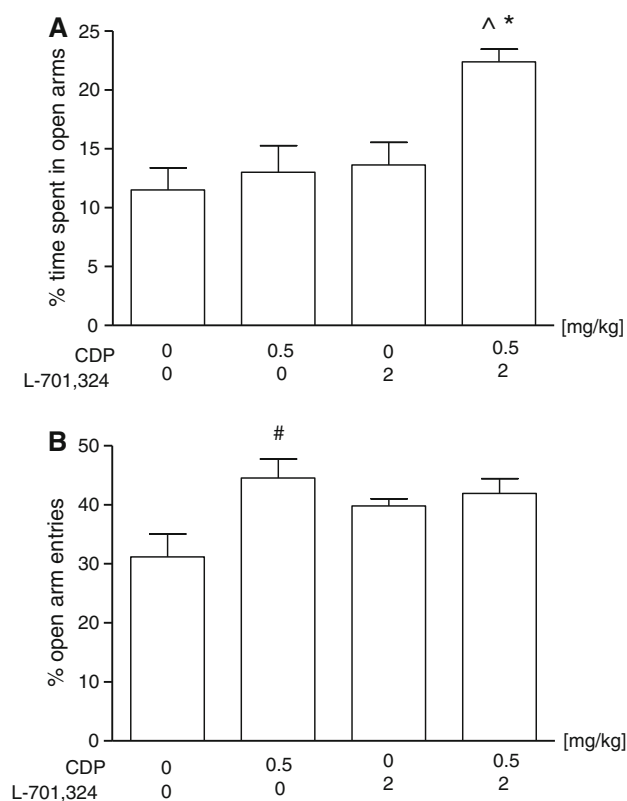 A
% time spent in open arms
25
20
15
10
5
0
^ *
[mg/kg]
CDP 0 0.5 0 0.5
L-701,324 0 0 2 2
B
% open arm entries
50
40
30
20
10
0
#
[mg/kg]
CDP 0 0.5 0 0.5
L-701,324 0 0 2 2